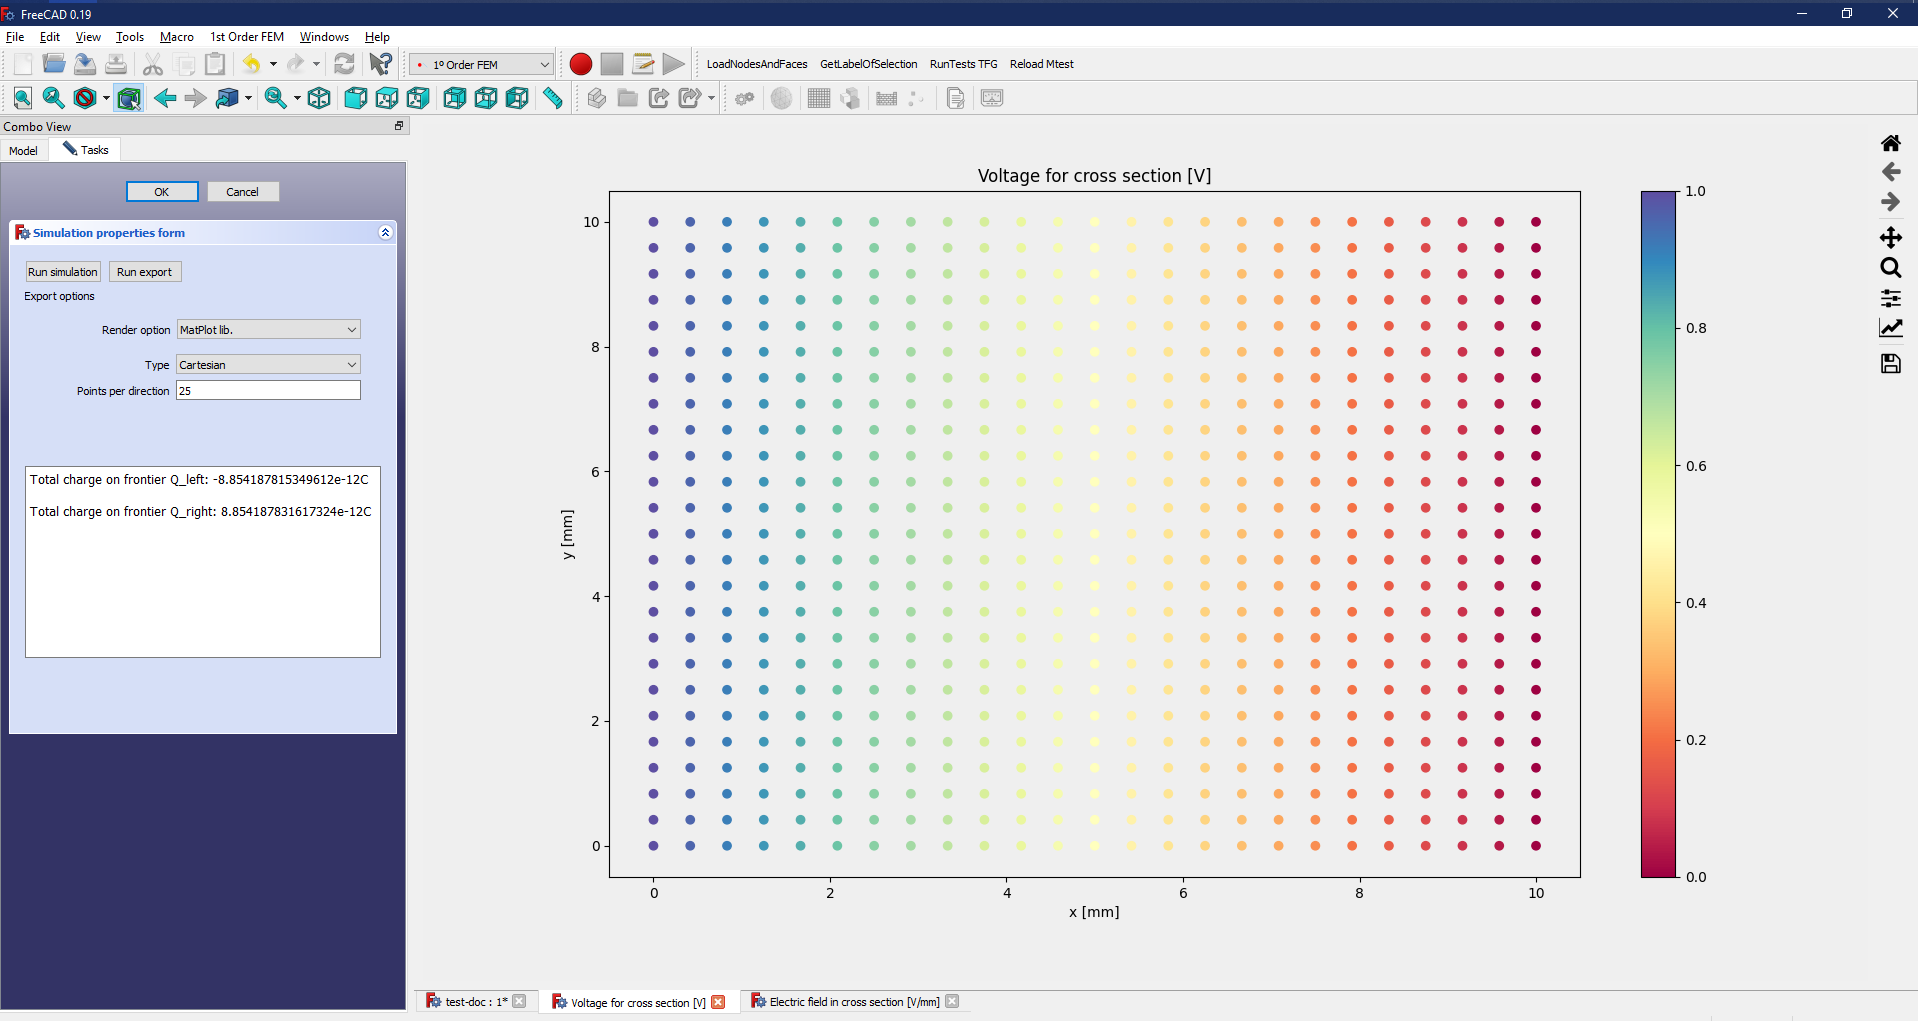 FreeCAD 0.19
File Edit View Tools Macro 1st Order FEM Windows Help
1º Order FEM
LoadNodesAndFaces GetLabelOfSelection RunTests TFG Reload Mtest
Combo View
Model Tasks
OK Cancel
Simulation properties form
Run simulation Run export
Export options
Render option MatPlot lib.
Type Cartesian
Points per direction 25
Total charge on frontier Q_left: -8.854187815349612e-12C
Total charge on frontier Q_right: 8.854187831617324e-12C
Voltage for cross section [V]
10
8
6
4
2
0
y [mm]
0 2 4 6 8 10
x [mm]
1.0
0.8
0.6
0.4
0.2
0.0
test-doc : 1* Voltage for cross section [V] Electric field in cross section [V/mm]